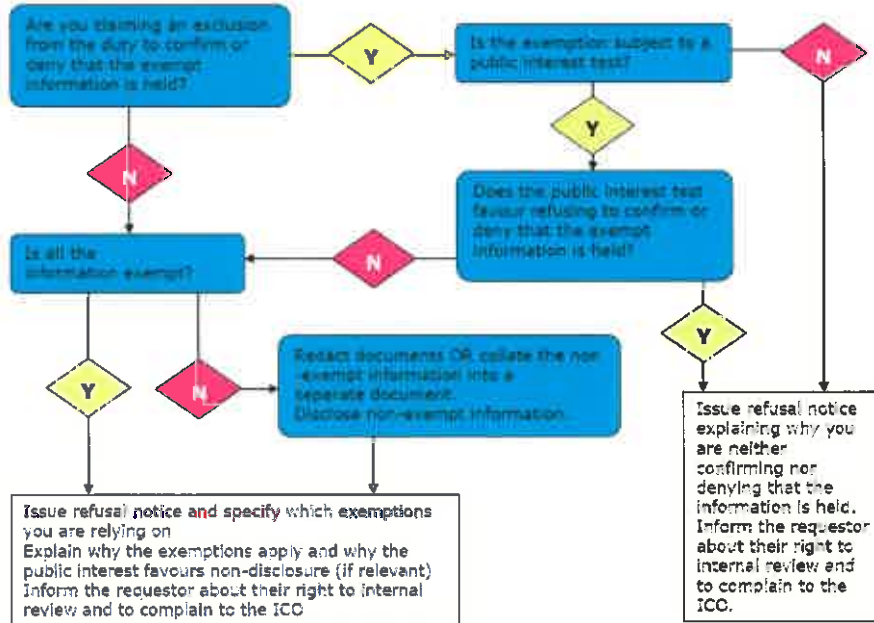 Are you claiming an exclusion
from the duty to confirm or
deny that the exempt
information is held?
Y
Is the exemption subject to a
public interest test?
N
Y
N
Does the public interest test
favour refusing to confirm or
deny that the exempt
information is held?
Is all the
information exempt?
N
Y
Y
N
Redact documents OR collate the non
-exempt information into a
separate document.
Disclose non-exempt information.
Issue refusal notice
explaining why you
are neither
confirming nor
denying that the
information is held.
Inform the requestor
about their right to
internal review and
to complain to the
ICO.
Issue refusal notice and specify which exemptions
you are relying on
Explain why the exemptions apply and why the
public interest favours non-disclosure (if relevant)
Inform the requestor about their right to internal
review and to complain to the ICO